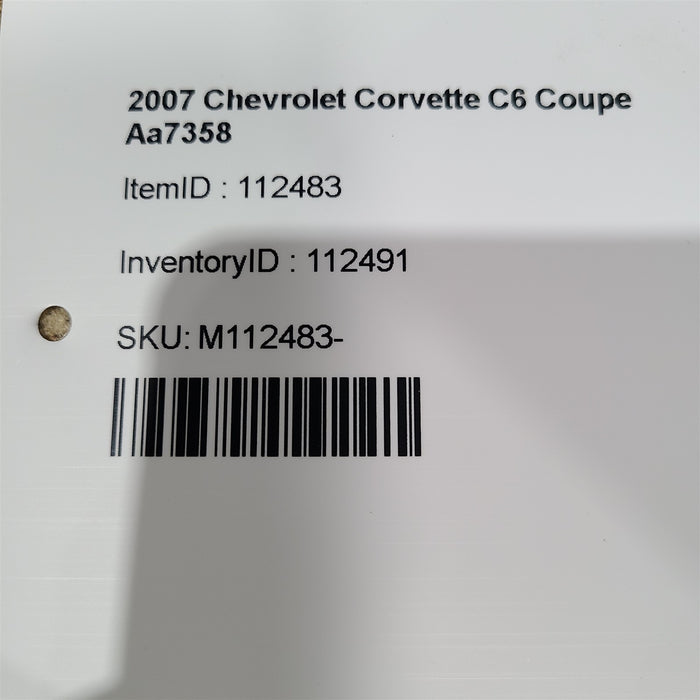 2007 Chevrolet Corvette C6 Coupe
Aa7358
ItemID : 112483
InventoryID : 112491
SKU: M112483-